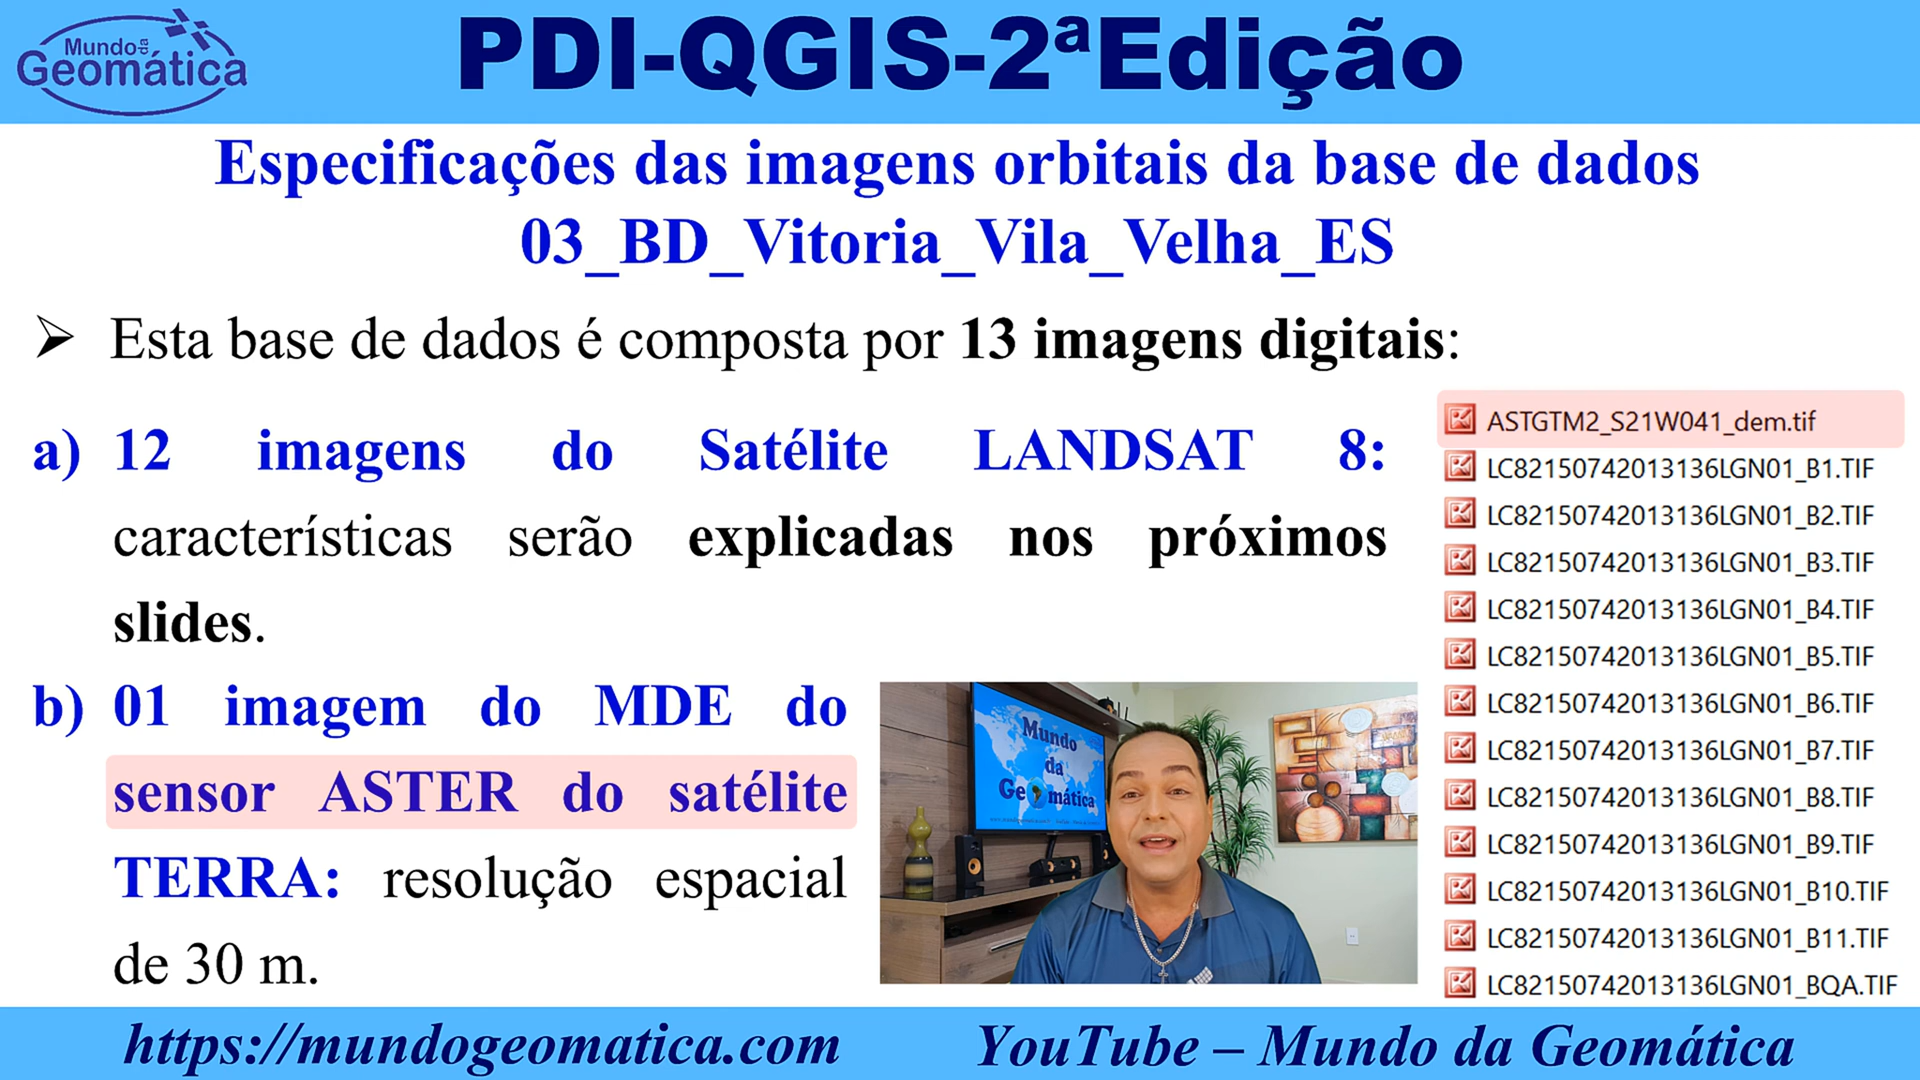 Mundo da
Geomática
PDI-QGIS-2ªEdição
Especificações das imagens orbitais da base de dados
03_BD_Vitoria_Vila_Velha_ES
➢ Esta base de dados é composta por 13 imagens digitais:
a) 12 imagens do Satélite LANDSAT 8:
características serão explicadas nos próximos
slides.
b) 01 imagem do MDE do
sensor ASTER do satélite
TERRA: resolução espacial
de 30 m.
Mundo
da
Geomática
ASTGTM2_S21W041_dem.tif
LC82150742013136LGN01_B1.TIF
LC82150742013136LGN01_B2.TIF
LC82150742013136LGN01_B3.TIF
LC82150742013136LGN01_B4.TIF
LC82150742013136LGN01_B5.TIF
LC82150742013136LGN01_B6.TIF
LC82150742013136LGN01_B7.TIF
LC82150742013136LGN01_B8.TIF
LC82150742013136LGN01_B9.TIF
LC82150742013136LGN01_B10.TIF
LC82150742013136LGN01_B11.TIF
LC82150742013136LGN01_BQA.TIF
https://mundogeomatica.com
YouTube – Mundo da Geomática